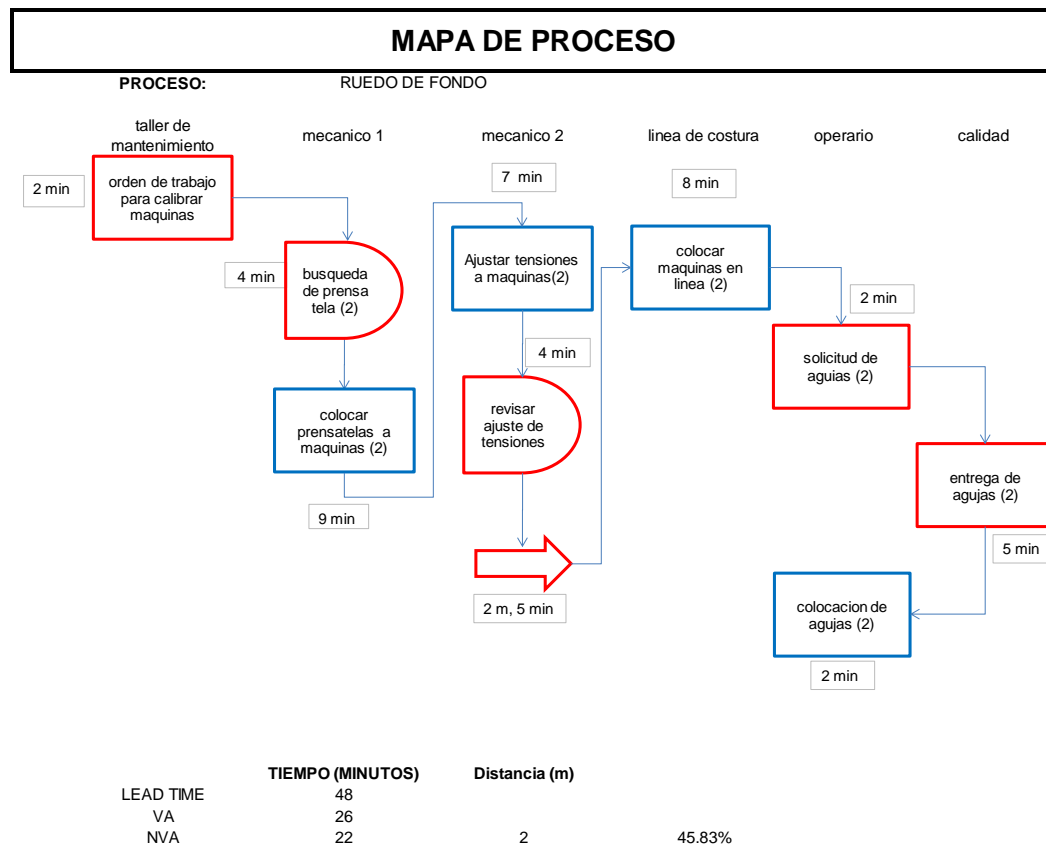 MAPA DE PROCESO
PROCESO: RUEDO DE FONDO
taller de
mantenimiento
mecanico 1
mecanico 2
linea de costura
operario
calidad
2 min
orden de trabajo
para calibrar
maquinas
7 min
8 min
4 min
busqueda
de prensa
tela (2)
Ajustar tensiones
a maquinas(2)
colocar
maquinas en
linea (2)
2 min
4 min
solicitud de
aguias (2)
colocar
prensatelas a
maquinas (2)
revisar
ajuste de
tensiones
entrega de
agujas (2)
9 min
5 min
2 m, 5 min
colocacion de
agujas (2)
2 min
TIEMPO (MINUTOS) Distancia (m)
LEAD TIME 48
VA 26
NVA 22 2 45.83%